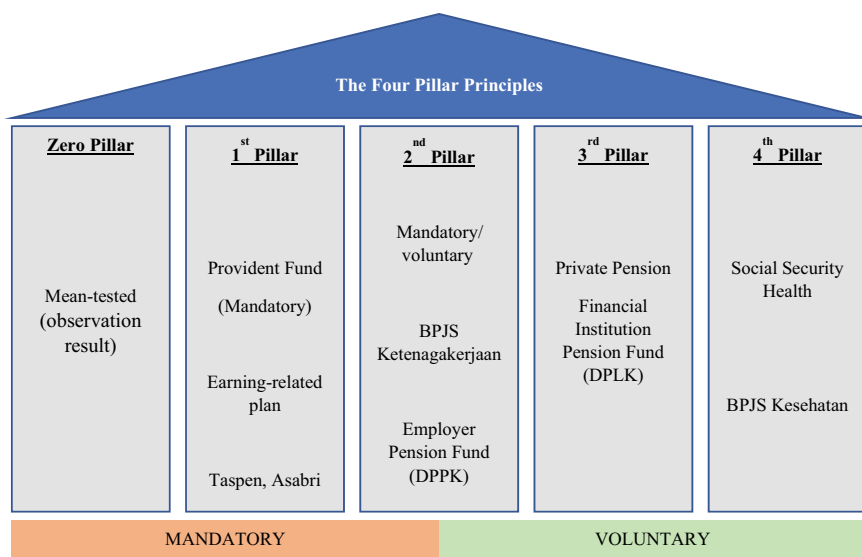 The Four Pillar Principles
Zero Pillar
Mean-tested
(observation
result)
1st Pillar
Provident Fund
(Mandatory)
Earning-related
plan
Taspen, Asabri
2nd Pillar
Mandatory/
voluntary
BPJS
Ketenagakerjaan
Employer
Pension Fund
(DPPK)
3rd Pillar
Private Pension
Financial
Institution
Pension Fund
(DPLK)
4th Pillar
Social Security
Health
BPJS Kesehatan
MANDATORY
VOLUNTARY